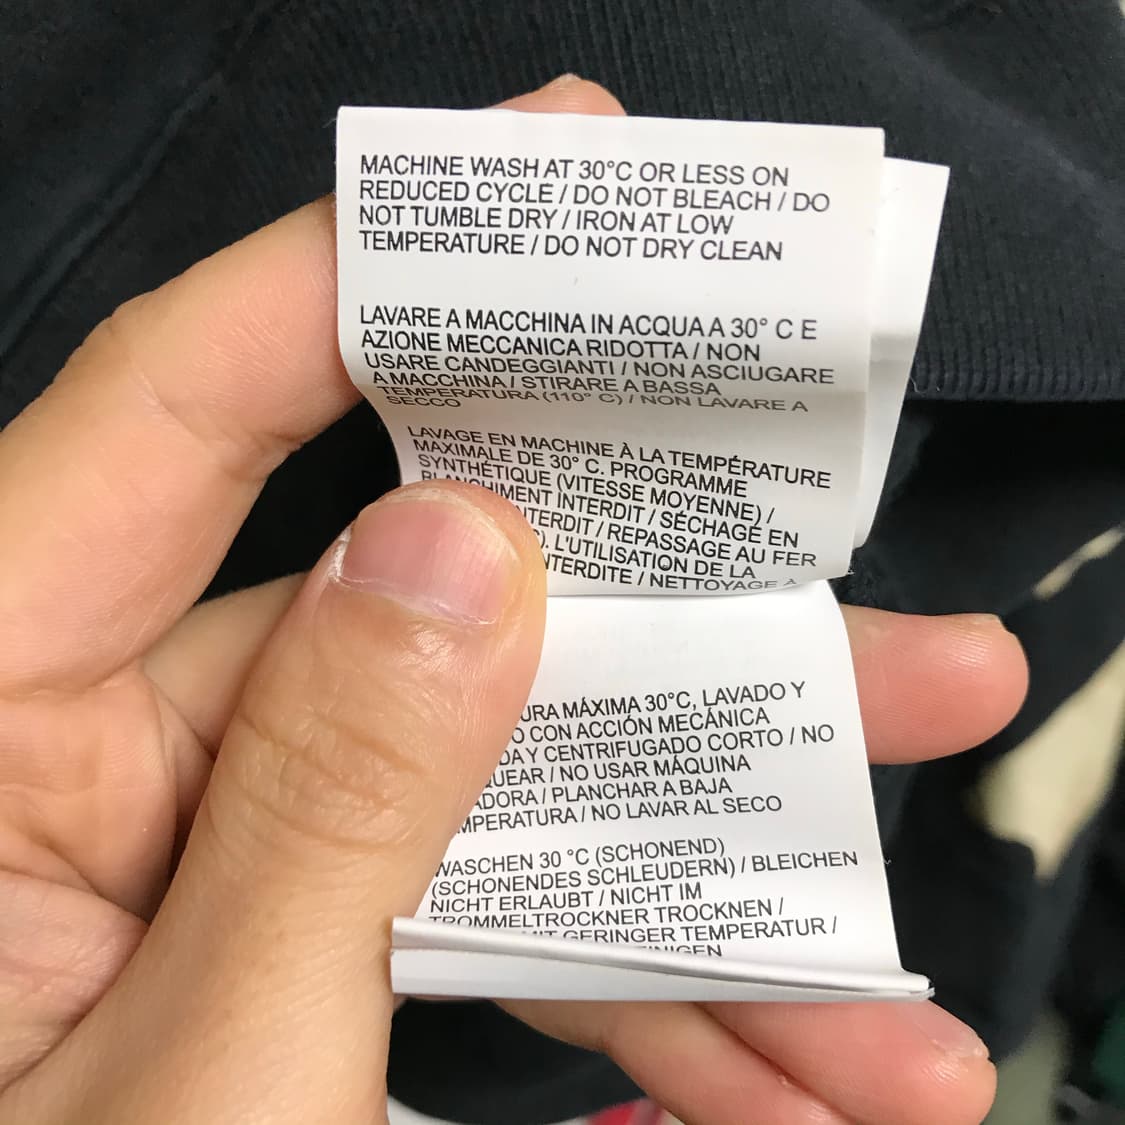 MACHINE WASH AT 30°C OR LESS ON
REDUCED CYCLE / DO NOT BLEACH / DO
NOT TUMBLE DRY / IRON AT LOW
TEMPERATURE / DO NOT DRY CLEAN
LAVARE A MACCHINA IN ACQUA A 30° C E
AZIONE MECCANICA RIDOTTA / NON
USARE CANDEGGIANTI / NON ASCIUGARE
A MACCHINA / STIRARE A BASSA
TEMPERATURA (110° C) / NON LAVARE A
SECCO
LAVAGE EN MACHINE À LA TEMPÉRATURE
MAXIMALE DE 30° C. PROGRAMME
SYNTHÉTIQUE (VITESSE MOYENNE) /
BLANCHIMENT INTERDIT / SÉCHAGE EN
INTERDIT / REPASSAGE AU FER
L'UTILISATION DE LA
INTERDITE / NETTOYAGE À
MÁXIMA 30°C, LAVADO Y
CON ACCIÓN MECÁNICA
Y CENTRIFUGADO CORTO / NO
/ NO USAR MÁQUINA
/ PLANCHAR A BAJA
/ NO LAVAR AL SECO
WASCHEN 30 °C (SCHONEND)
(SCHONENDES SCHLEUDERN) / BLEICHEN
NICHT ERLAUBT / NICHT IM
TROMMELTROCKNER TROCKNEN /
MIT GERINGER TEMPERATUR /